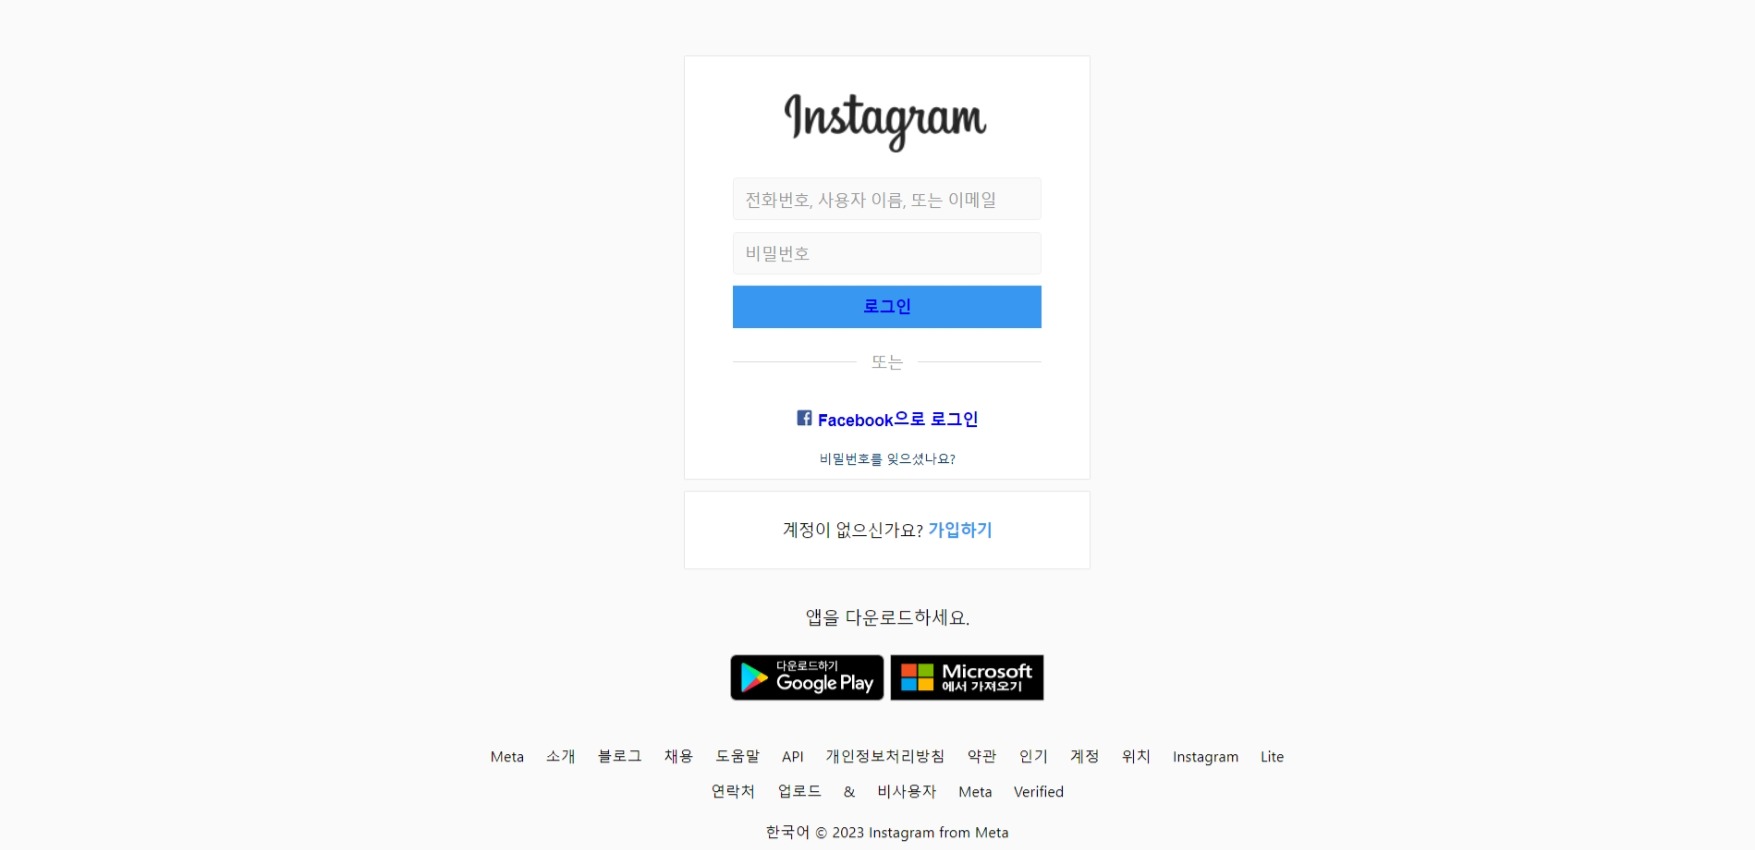 Instagram
전화번호, 사용자 이름, 또는 이메일
비밀번호
로그인
또는
Facebook으로 로그인
비밀번호를 잊으셨나요?
계정이 없으신가요? 가입하기
앱을 다운로드하세요.
다운로드하기
Google Play
Microsoft
에서 가져오기
Meta 소개 블로그 채용 도움말 API 개인정보처리방침 약관 인기 계정 위치 Instagram Lite
연락처 업로드 & 비사용자 Meta Verified
한국어 © 2023 Instagram from Meta